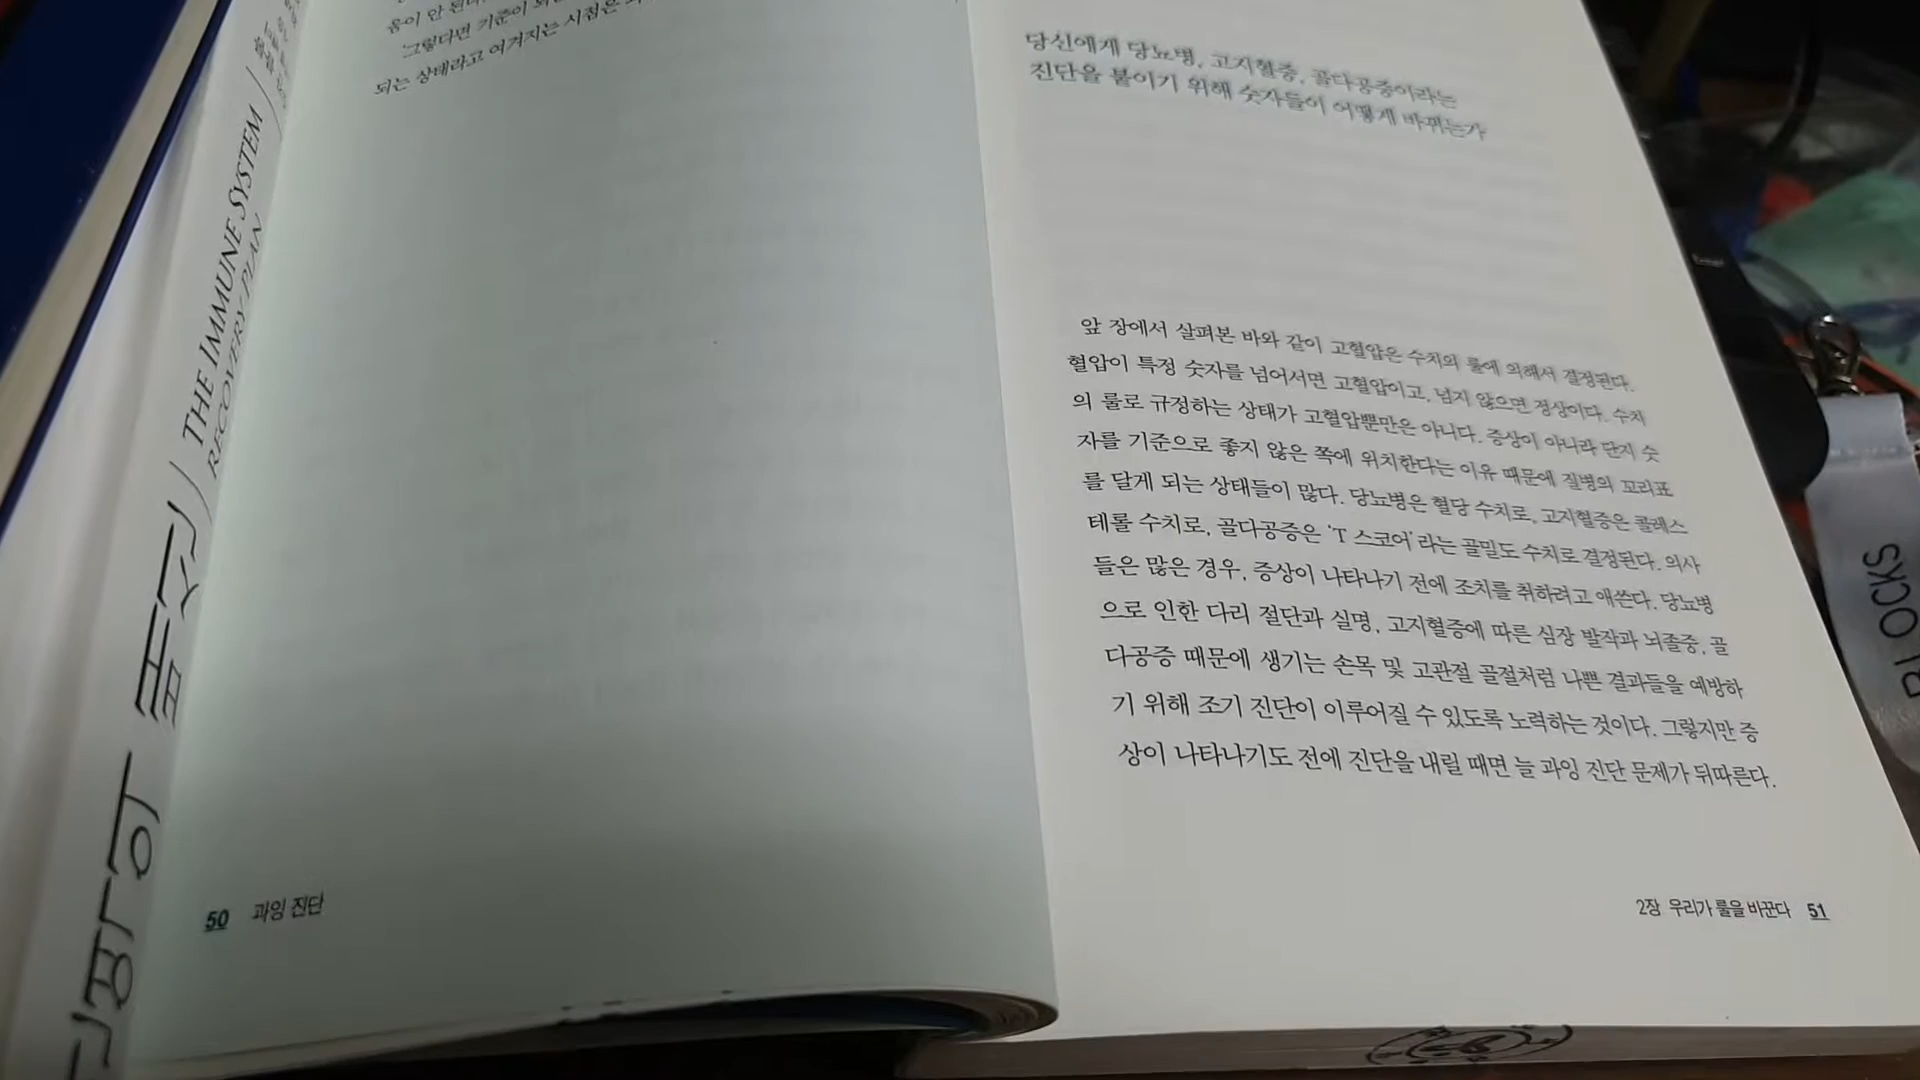 움이 안 된다.
'그렇다면 기준이
되는 상태라고 여겨지는 시점은
50 과잉 진단
THE IMMUNE SYSTEM
RECOVERY PLAN
당신에게 당뇨병, 고지혈증, 골다공증이라는
진단을 붙이기 위해 숫자들이 어떻게 바뀌는가
앞 장에서 살펴본 바와 같이 고혈압은 수치의 룰에 의해서 결정된다.
혈압이 특정 숫자를 넘어서면 고혈압이고, 넘지 않으면 정상이다. 수치
의 룰로 규정하는 상태가 고혈압뿐만은 아니다. 증상이 아니라 단지 숫
자를 기준으로 좋지 않은 쪽에 위치한다는 이유 때문에 질병의 꼬리표
를 달게 되는 상태들이 많다. 당뇨병은 혈당 수치로, 고지혈증은 콜레스
테롤 수치로, 골다공증은 'T 스코어'라는 골밀도 수치로 결정된다. 의사
들은 많은 경우, 증상이 나타나기 전에 조치를 취하려고 애쓴다. 당뇨병
으로 인한 다리 절단과 실명, 고지혈증에 따른 심장 발작과 뇌졸중, 골
다공증 때문에 생기는 손목 및 고관절 골절처럼 나쁜 결과들을 예방하
기 위해 조기 진단이 이루어질 수 있도록 노력하는 것이다. 그렇지만 증
상이 나타나기도 전에 진단을 내릴 때면 늘 과잉 진단 문제가 뒤따른다.
2장 우리가 룰을 바꾼다 51
Enter